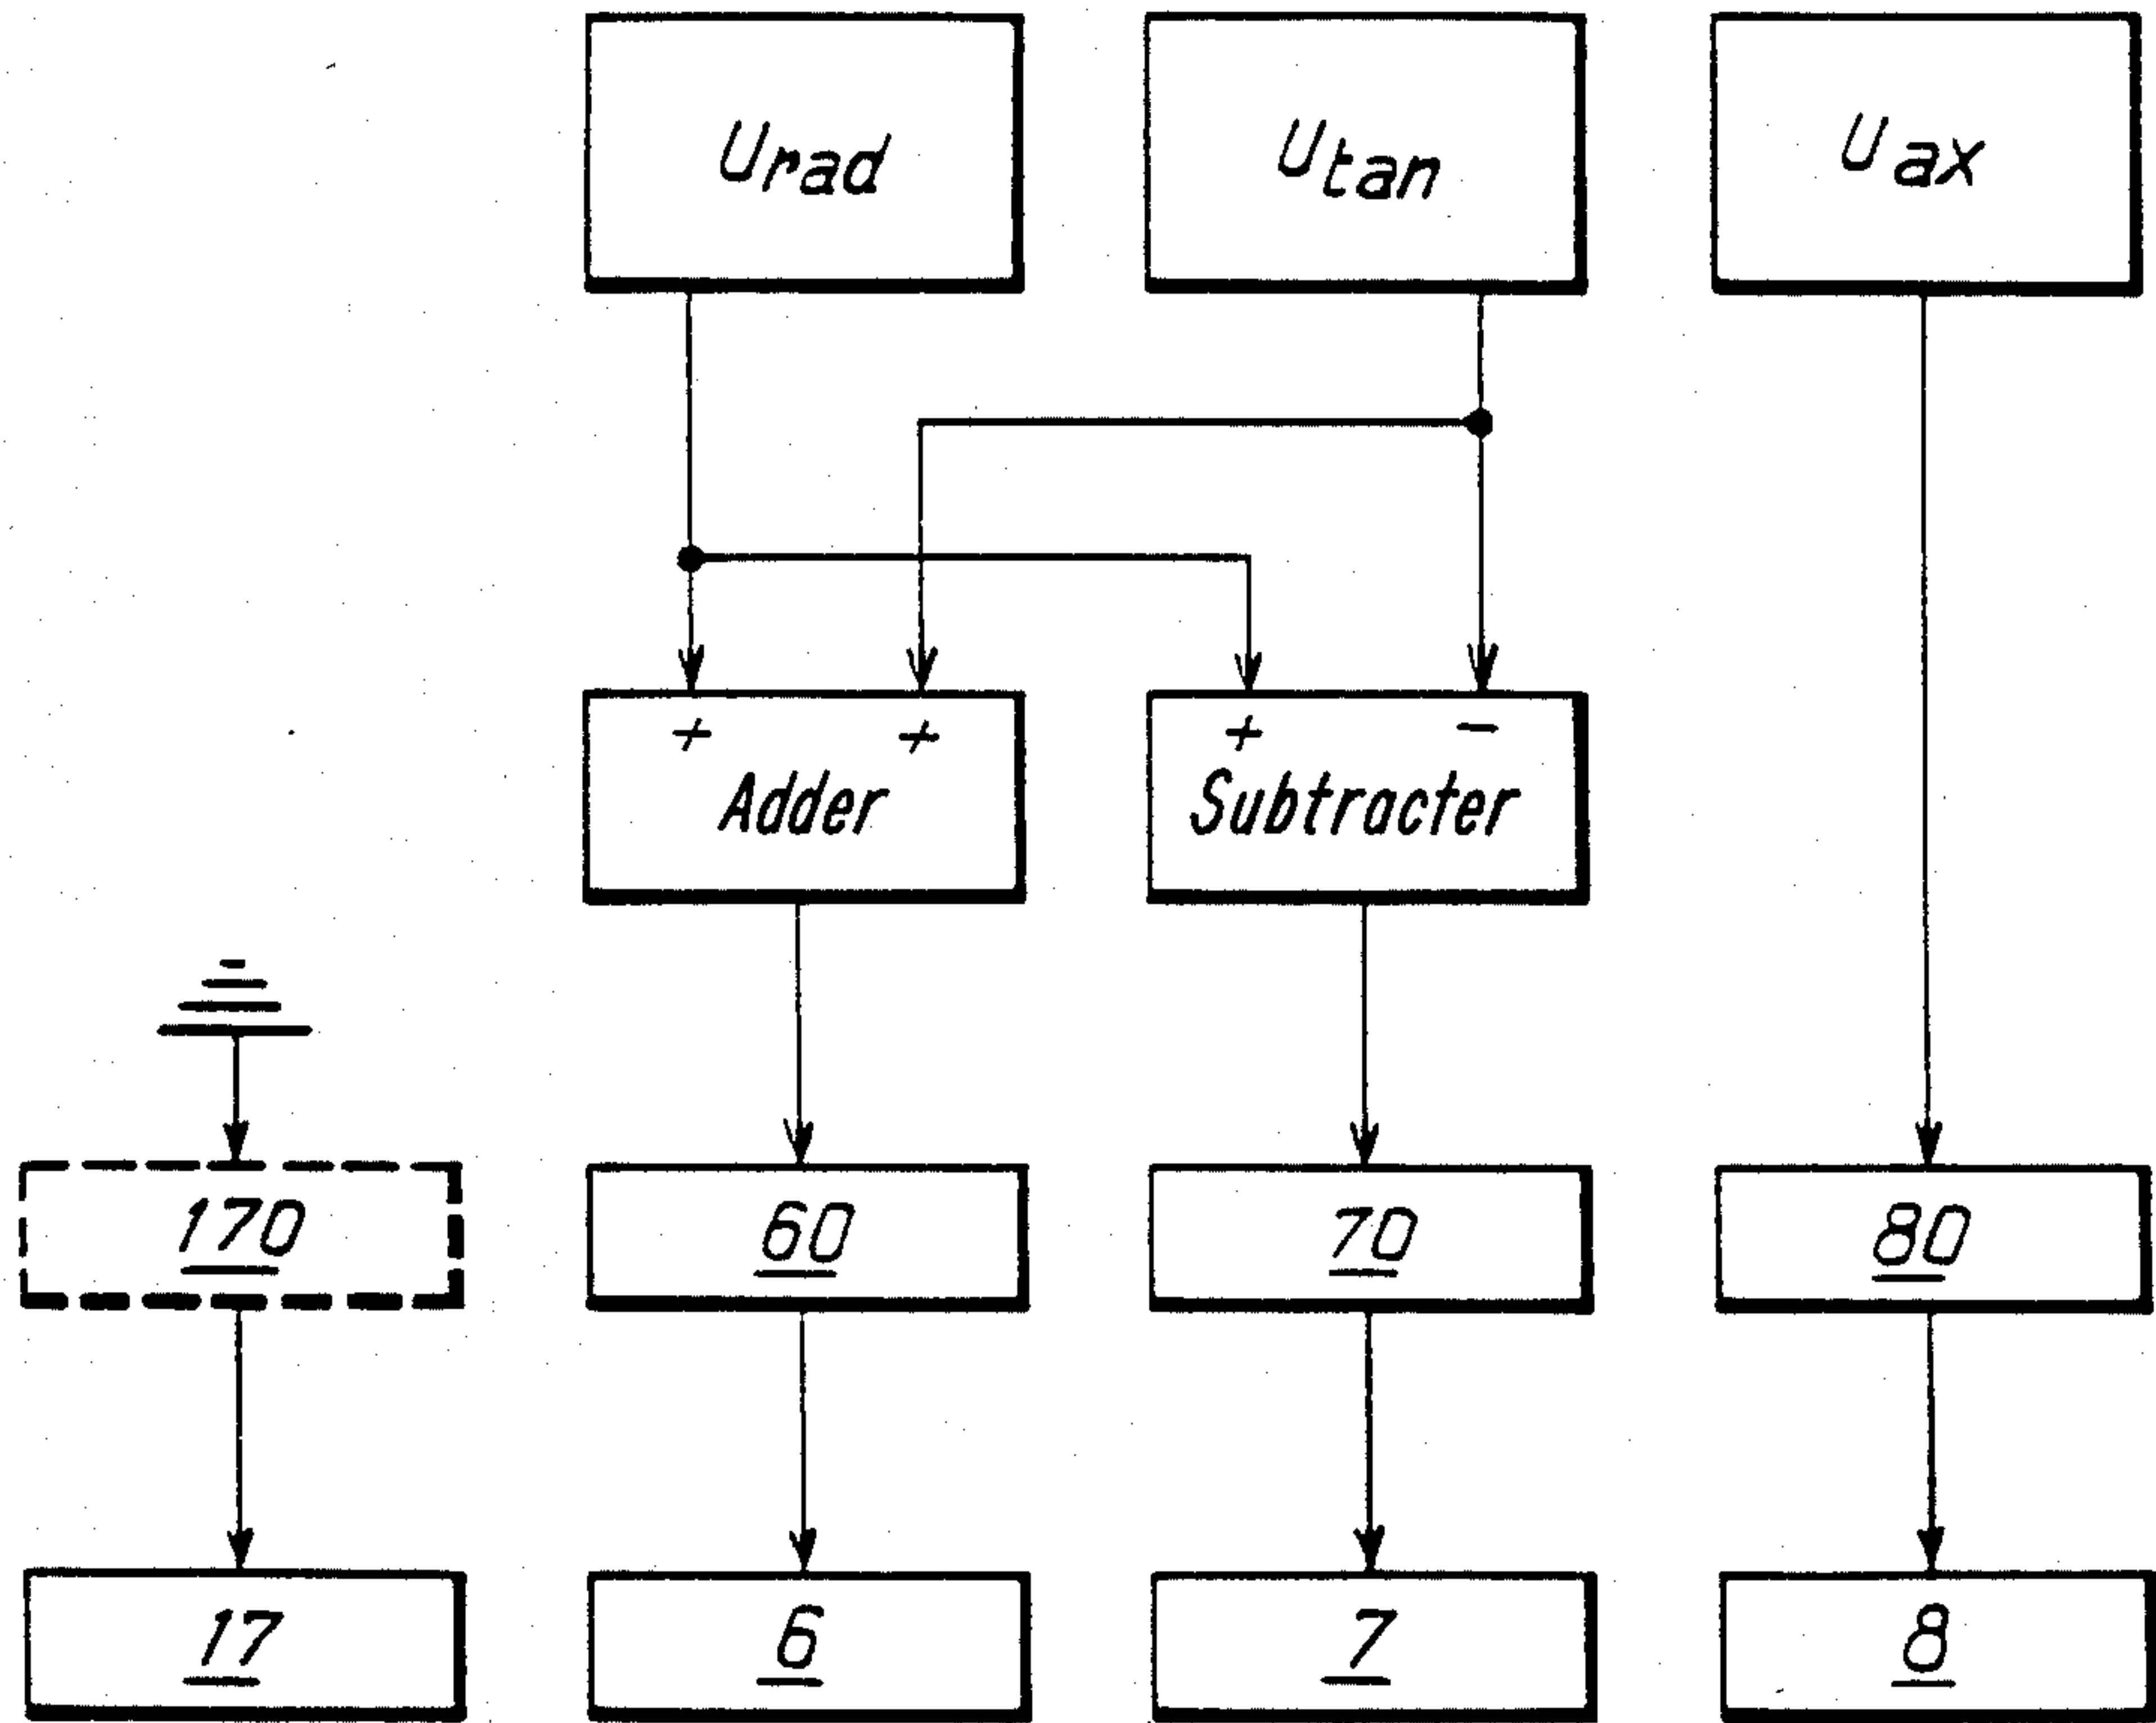 Urad Utan Uax
+ + + -
Adder Subtracter
170 60 70 80
17 6 7 8